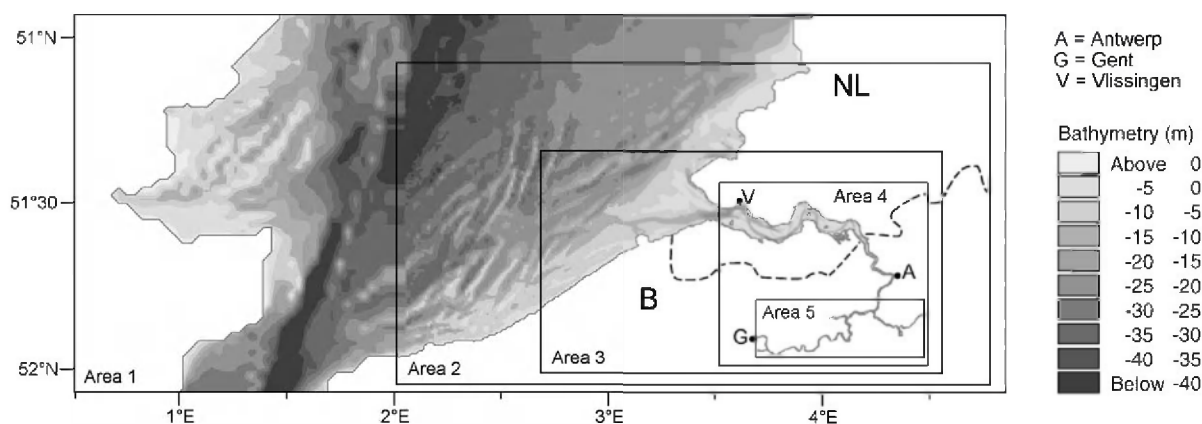 51°N
51°30
52°N
1°E
2°E
3°E
4°E
Area 1
Area 2
Area 3
Area 4
Area 5
NL
B
V
A
G
A = Antwerp
G = Gent
V = Vlissingen
Bathymetry (m)
Above 0
-5 0
-10 -5
-15 -10
-20 -15
-25 -20
-30 -25
-35 -30
-40 -35
Below -40